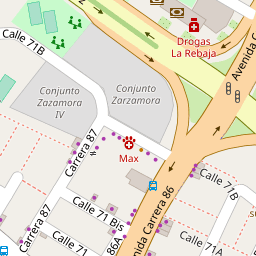 Calle 71B
Drogas
La Rebaja
Avenida C
Conjunto
Zazamora
IV
Conjunto
Zarzamora
Carrera 87
Max
Calle 71B
Avenida Carrera 86
Calle 71 Bis
Carrera 87
Calle 71
86A
Calle 71A